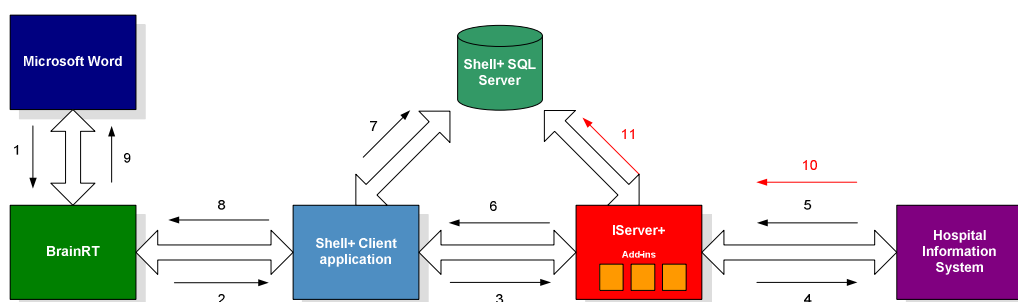 Microsoft Word
Shell+ SQL
Server
1
9
7
11
10
8
6
5
BrainRT
Shell+ Client
application
IServer+
Add-ins
Hospital
Information
System
2
3
4